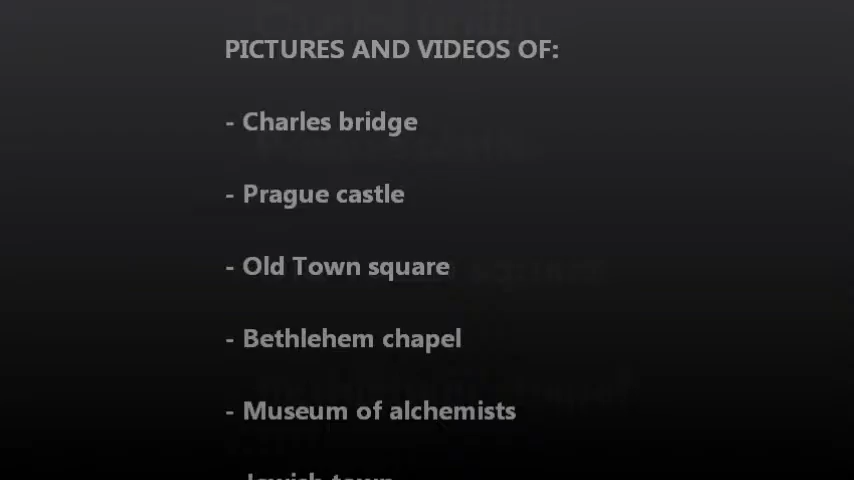 PICTURES AND VIDEOS OF:
- Charles bridge
- Prague castle
- Old Town square
- Bethlehem chapel
- Museum of alchemists